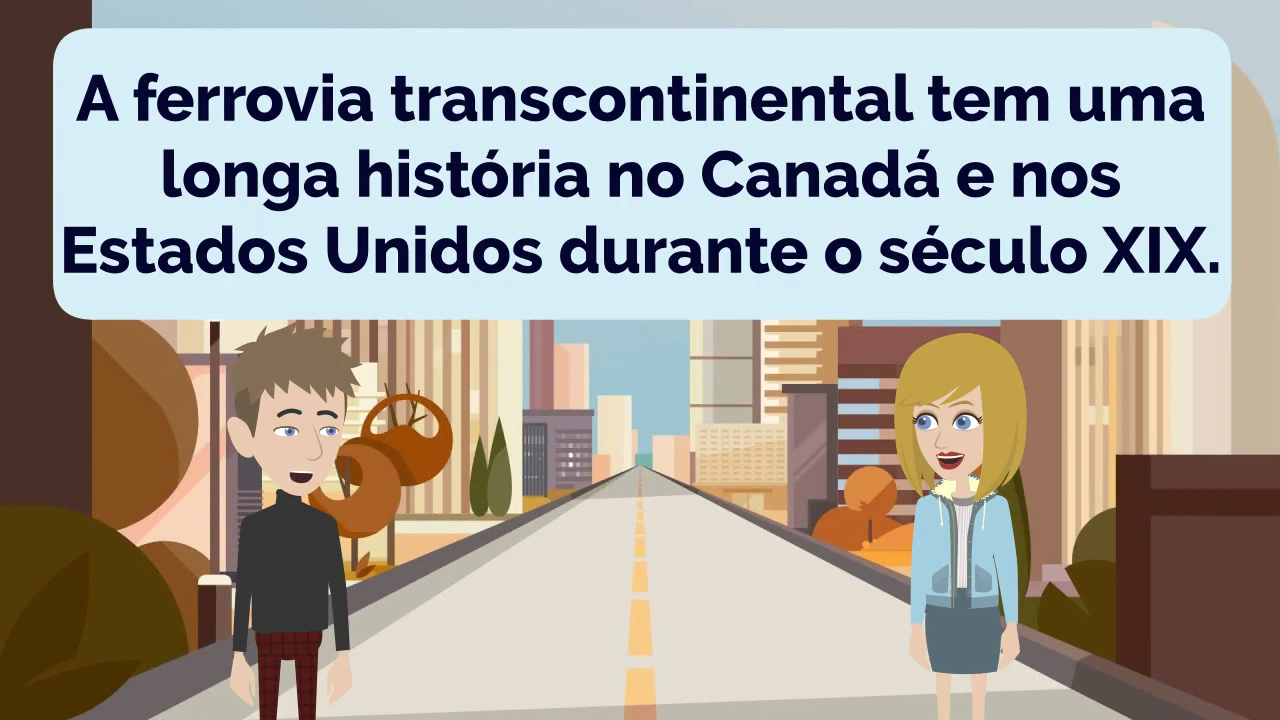 A ferrovia transcontinental tem uma
longa história no Canadá e nos
Estados Unidos durante o século XIX.